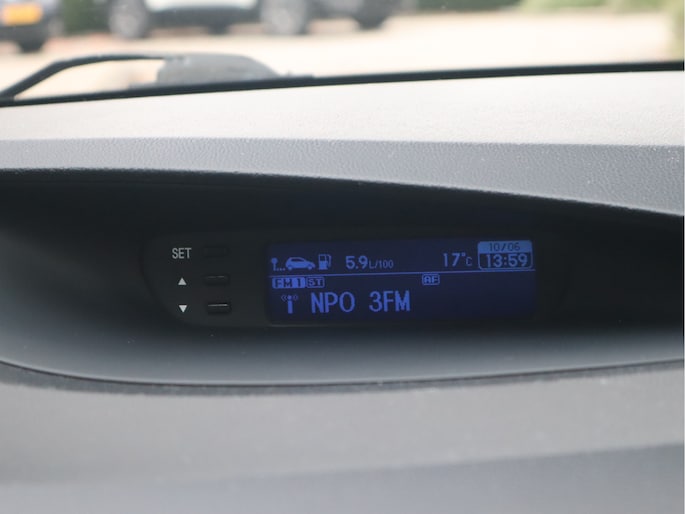 SET
▲
▼
10/06
5.9L/100 17°C 13:59
FM1 ST AF
NPO 3FM